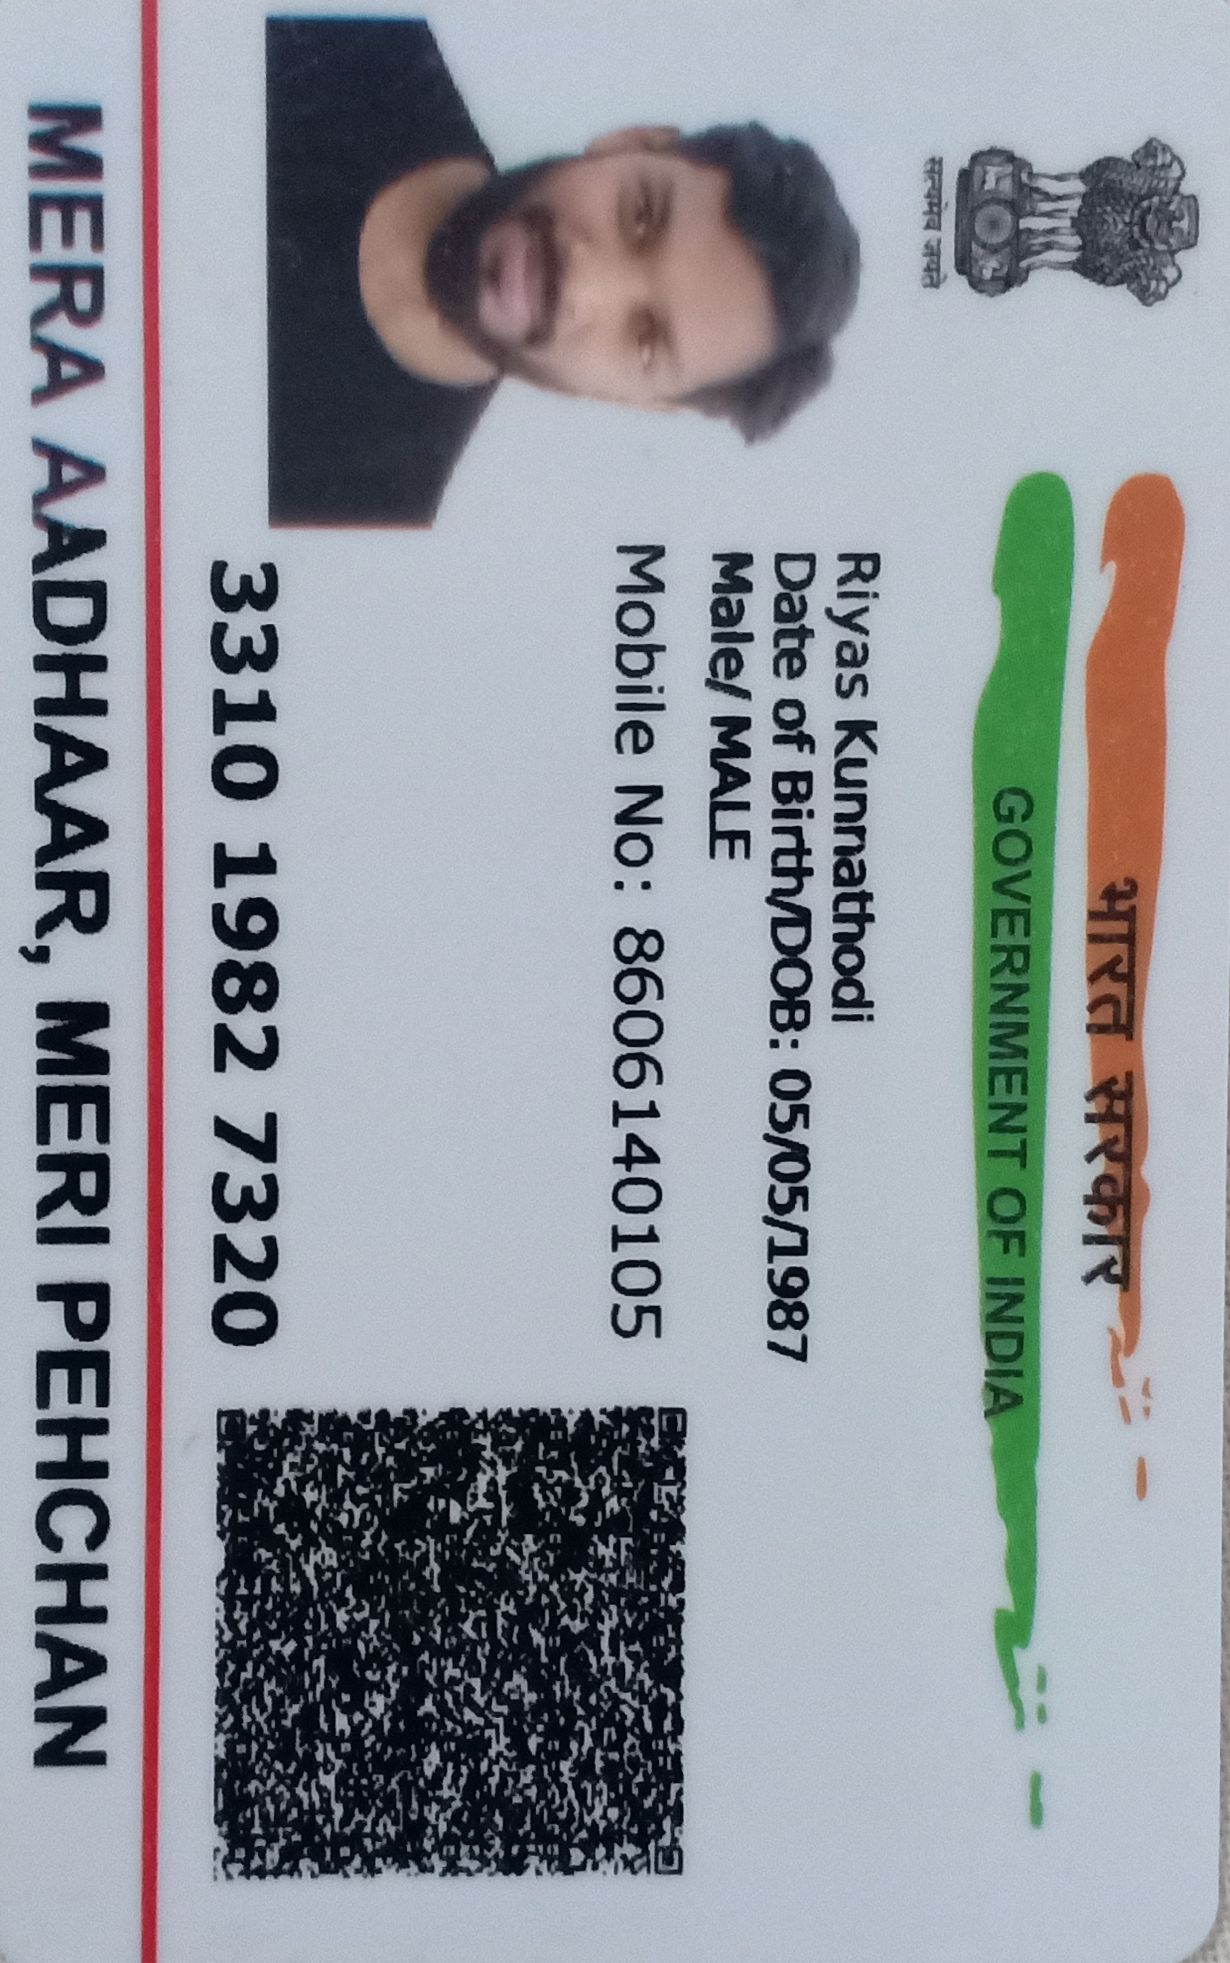 सत्यमेव जयते
भारत सरकार
GOVERNMENT OF INDIA
Riyas Kunnathodi
Date of Birth/DOB: 05/05/1987
Male/ MALE
Mobile No: 8606140105
3310 1982 7320
MERA AADHAAR, MERI PEHCHAN